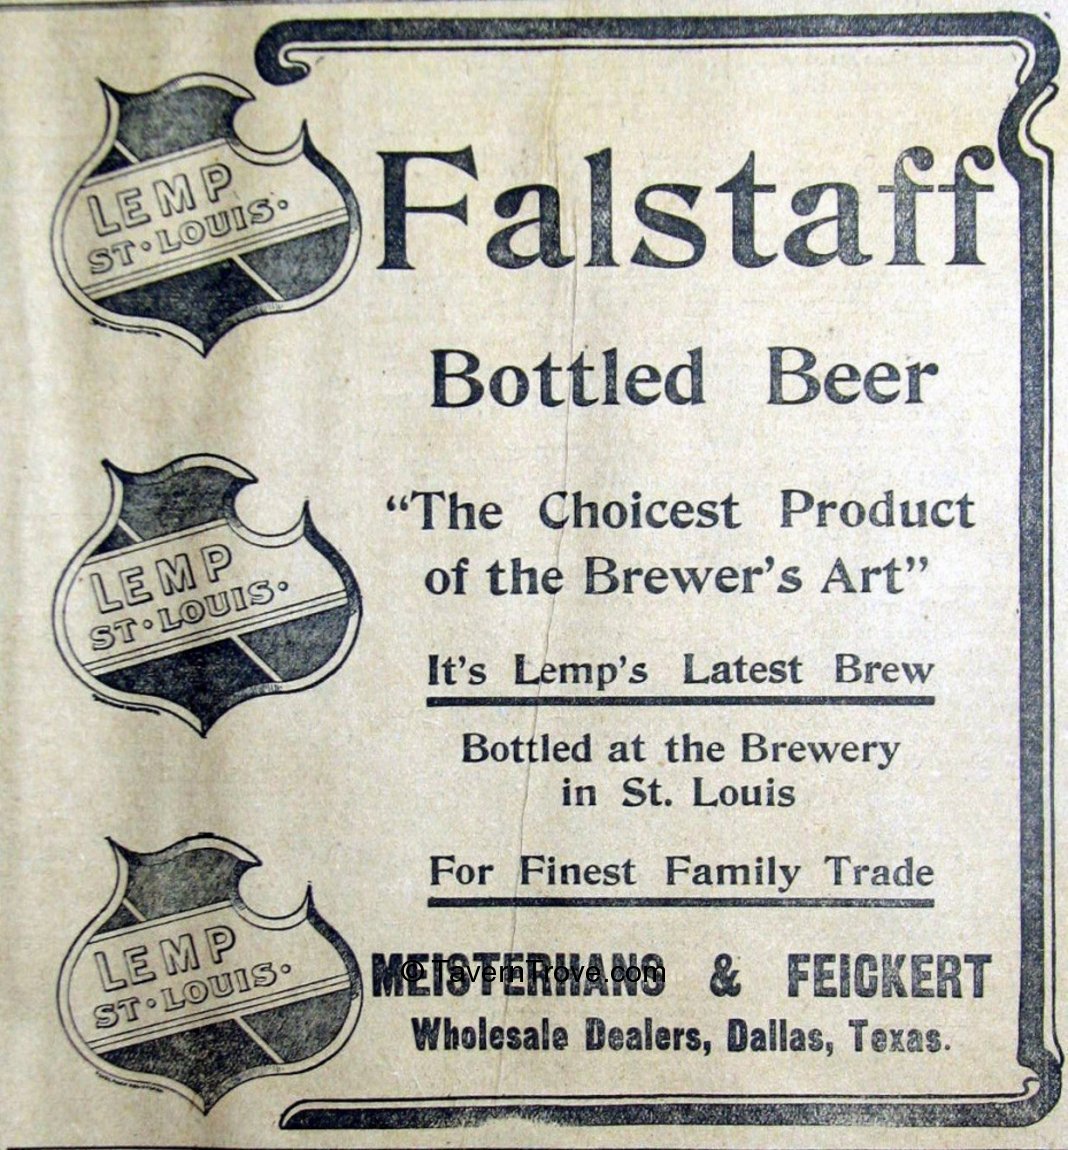 LEMP
ST. LOUIS.
Falstaff
Bottled Beer
LEMP
ST. LOUIS.
"The Choicest Product
of the Brewer's Art"
It's Lemp's Latest Brew
Bottled at the Brewery
in St. Louis
LEMP
ST. LOUIS.
For Finest Family Trade
MEISTERHANS & FEICKERT
© TavernTrove.com
Wholesale Dealers, Dallas, Texas.